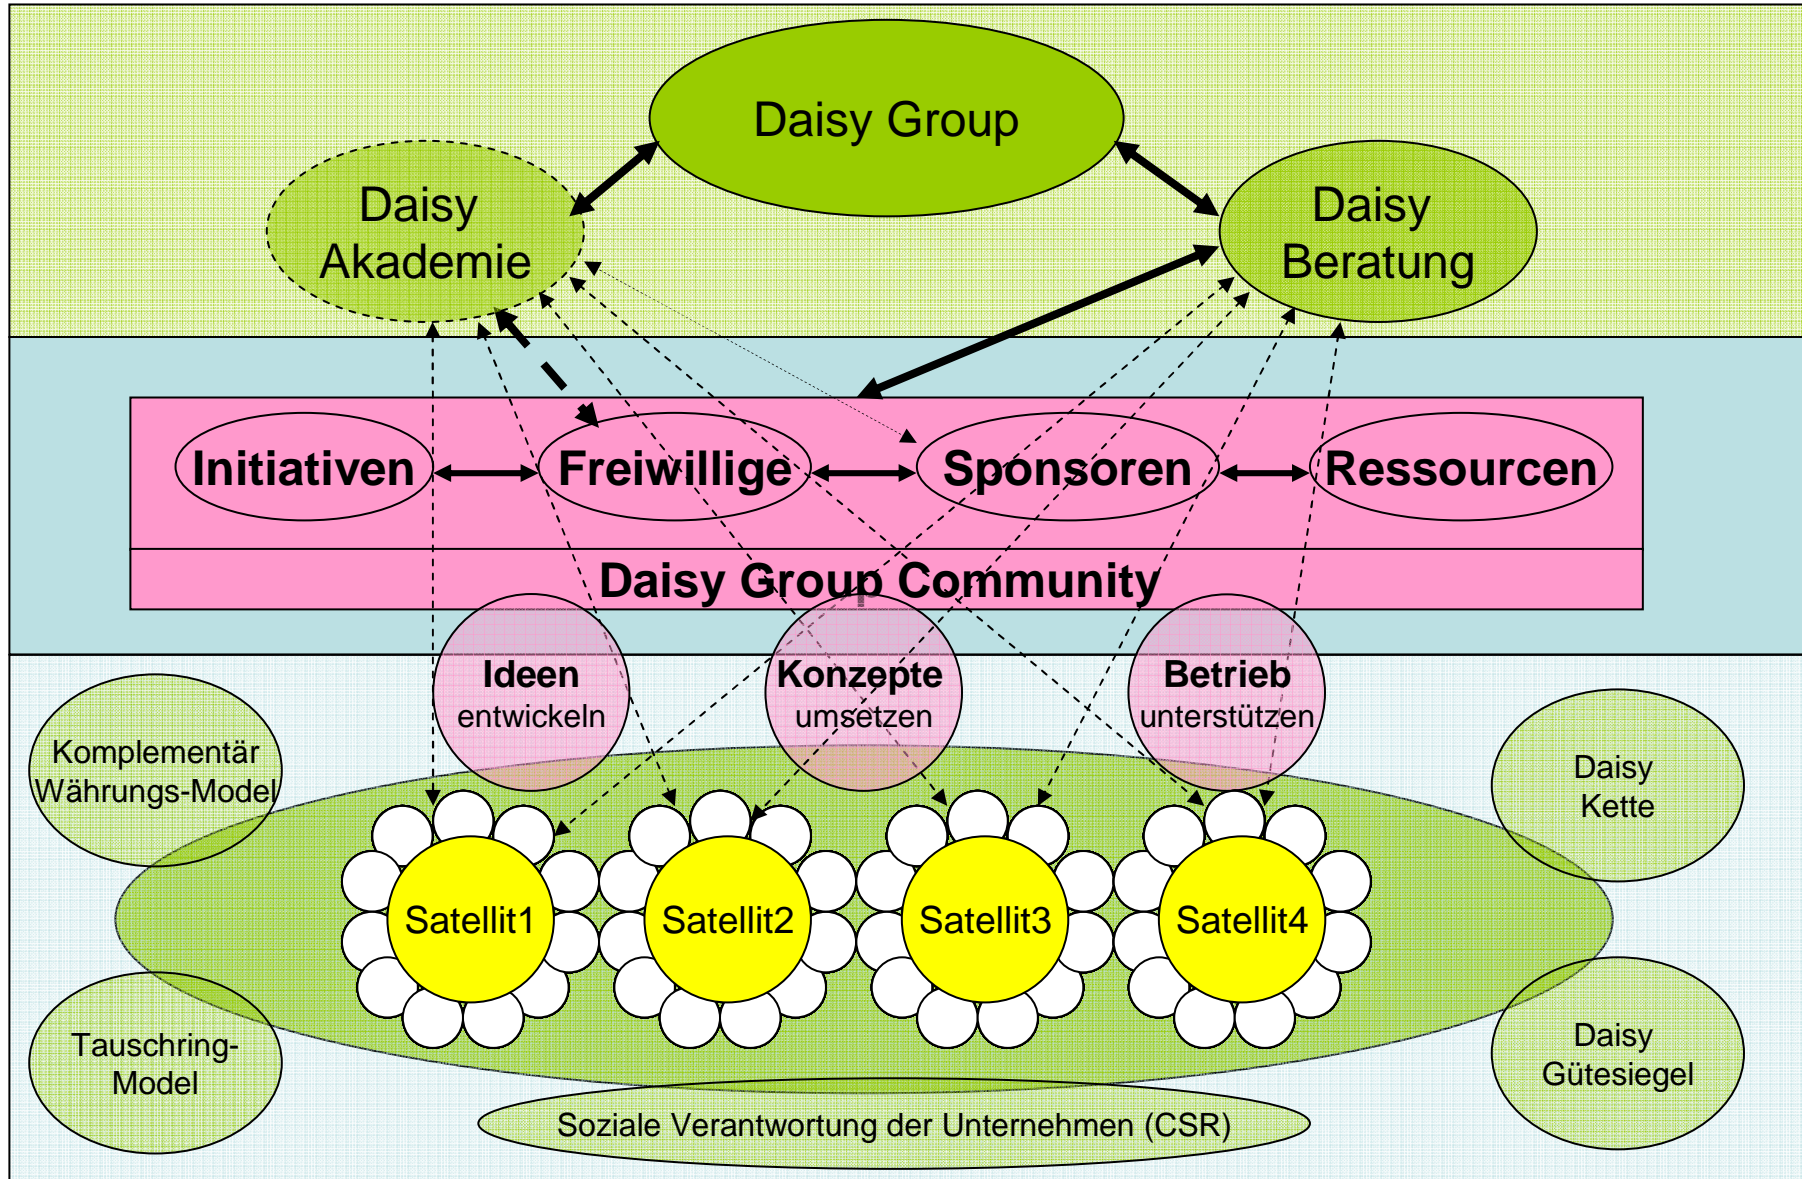 Daisy Group
Daisy
Akademie
Daisy
Beratung
Initiativen
Freiwillige
Sponsoren
Ressourcen
Daisy Group Community
Ideen
entwickeln
Konzepte
umsetzen
Betrieb
unterstützen
Komplementär
Währungs-Model
Daisy
Kette
Satellit1
Satellit2
Satellit3
Satellit4
Tauschring-
Model
Daisy
Gütesiegel
Soziale Verantwortung der Unternehmen (CSR)